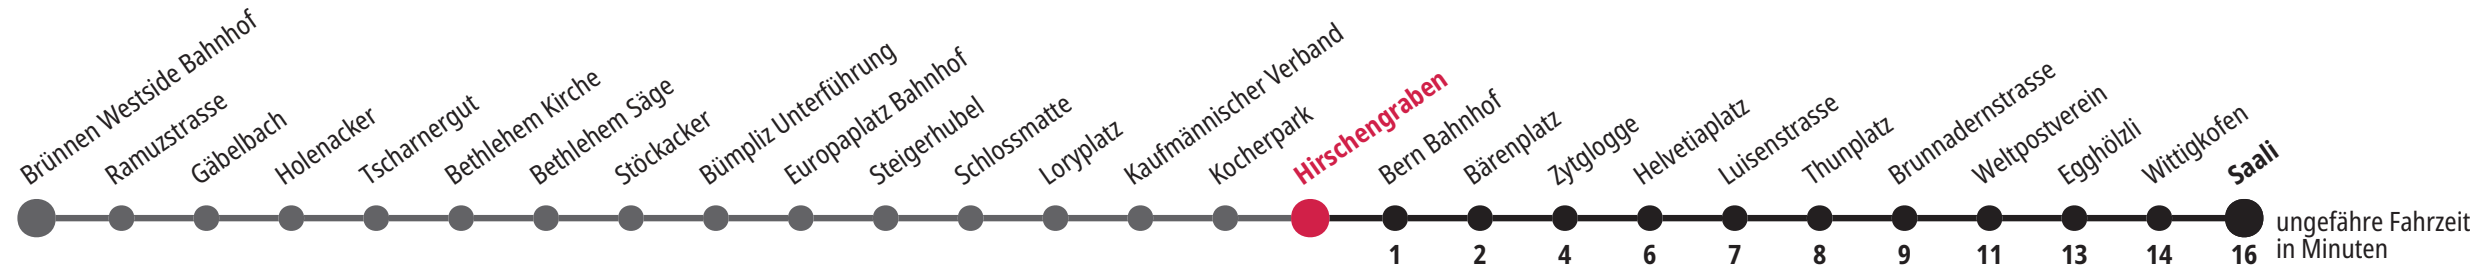 Brünnen Westside Bahnhof
Ramuzstrasse
Gäbelbach
Holenacker
Tscharnergut
Bethlehem Kirche
Bethlehem Säge
Stöckacker
Bümpliz Unterführung
Europaplatz Bahnhof
Steigerhubel
Schlossmatte
Loryplatz
Kaufmännischer Verband
Kocherpark
Hirschengraben
Bern Bahnhof
Bärenplatz
Zytglogge
Helvetiaplatz
Luisenstrasse
Thunplatz
Brunnadernstrasse
Weltpostverein
Egghölzli
Wittigkofen
Saali
1 2 4 6 7 8 9 11 13 14 16
ungefähre Fahrzeit
in Minuten